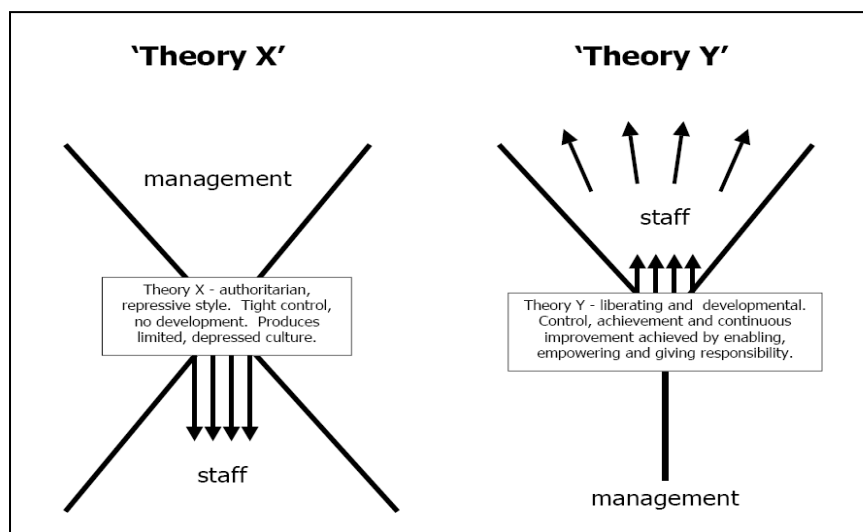 ‘Theory X’
management
Theory X - authoritarian,
repressive style. Tight control,
no development. Produces
limited, depressed culture.
staff
‘Theory Y’
staff
Theory Y - liberating and developmental.
Control, achievement and continuous
improvement achieved by enabling,
empowering and giving responsibility.
management